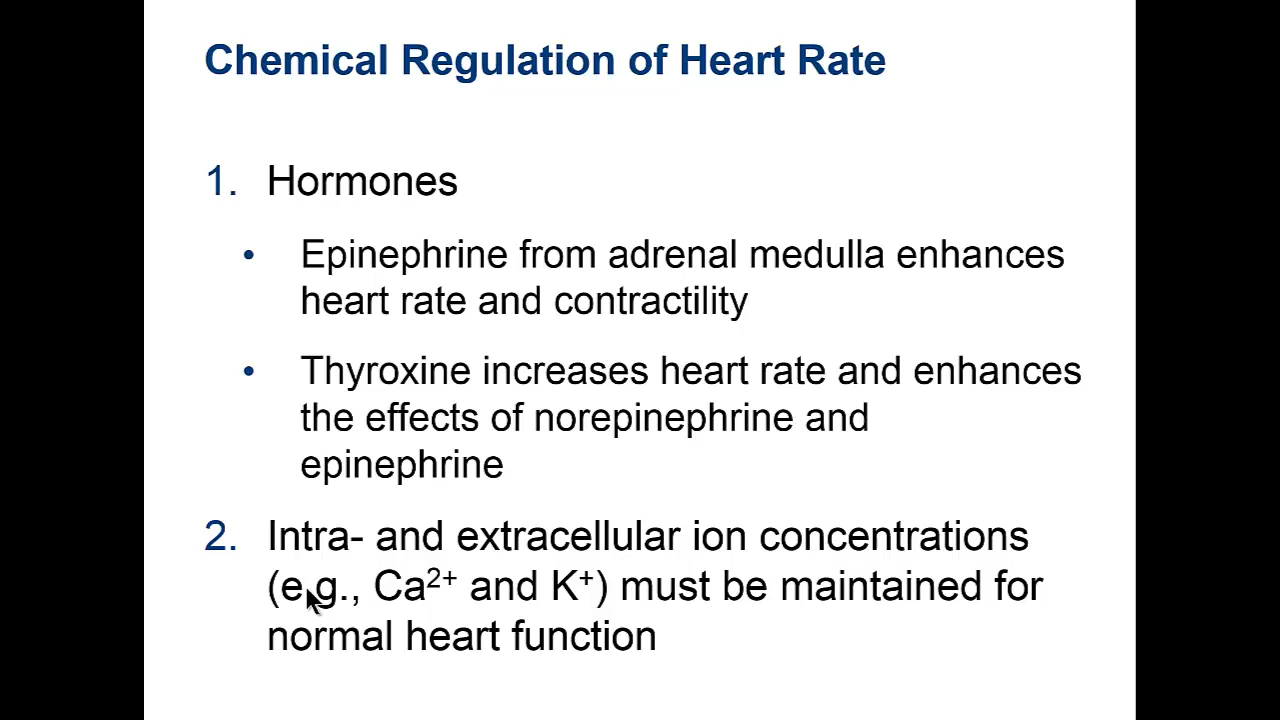 Chemical Regulation of Heart Rate
1. Hormones
• Epinephrine from adrenal medulla enhances
heart rate and contractility
• Thyroxine increases heart rate and enhances
the effects of norepinephrine and
epinephrine
2. Intra- and extracellular ion concentrations
(e.g., Ca²⁺ and K⁺) must be maintained for
normal heart function